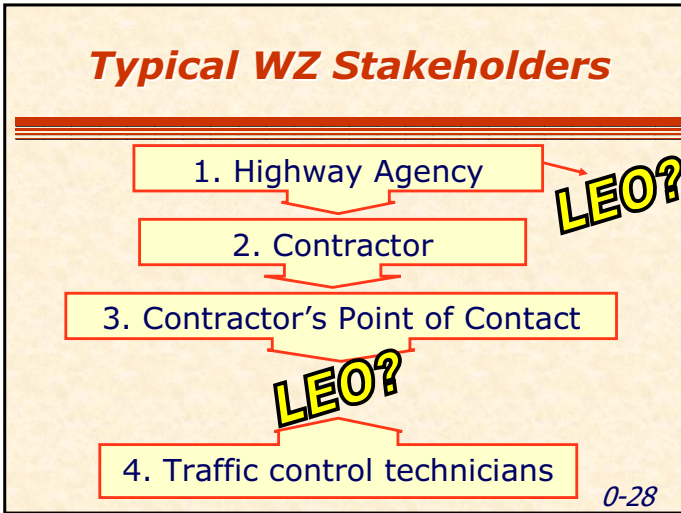 Typical WZ Stakeholders
1. Highway Agency
LEO?
2. Contractor
3. Contractor's Point of Contact
LEO?
4. Traffic control technicians
0-28